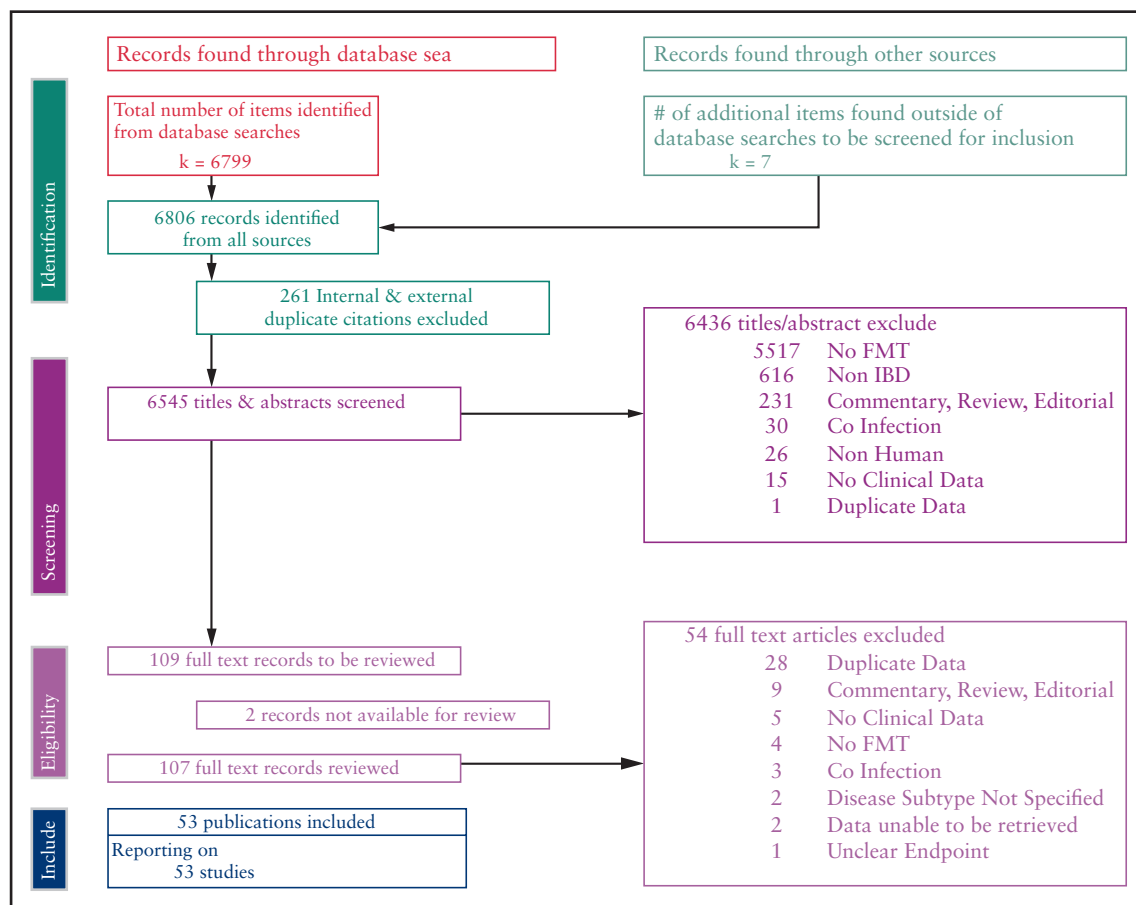 Records found through database sea
Records found through other sources
Identification
Total number of items identified
from database searches
k = 6799
# of additional items found outside of
database searches to be screened for inclusion
k = 7
6806 records identified
from all sources
261 Internal & external
duplicate citations excluded
Screening
6545 titles & abstracts screened
6436 titles/abstract exclude
5517 No FMT
616 Non IBD
231 Commentary, Review, Editorial
30 Co Infection
26 Non Human
15 No Clinical Data
1 Duplicate Data
Eligibility
109 full text records to be reviewed
2 records not available for review
107 full text records reviewed
54 full text articles excluded
28 Duplicate Data
9 Commentary, Review, Editorial
5 No Clinical Data
4 No FMT
3 Co Infection
2 Disease Subtype Not Specified
2 Data unable to be retrieved
1 Unclear Endpoint
Include
53 publications included
Reporting on
53 studies